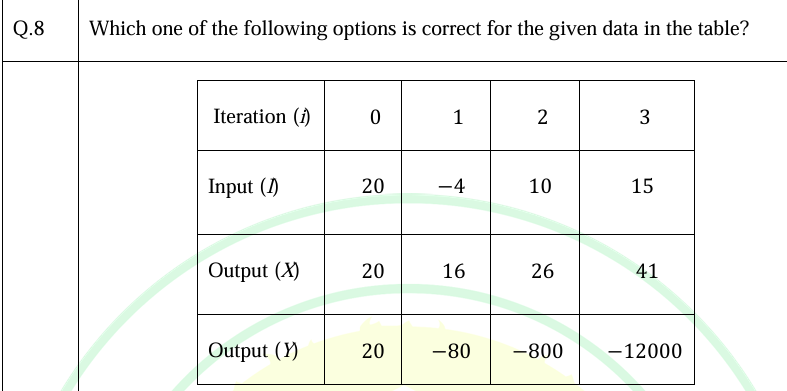 Q.8 Which one of the following options is correct for the given data in the table?
Iteration (i) 0 1 2 3
Input (I) 20 −4 10 15
Output (X) 20 16 26 41
Output (Y) 20 −80 −800 −12000